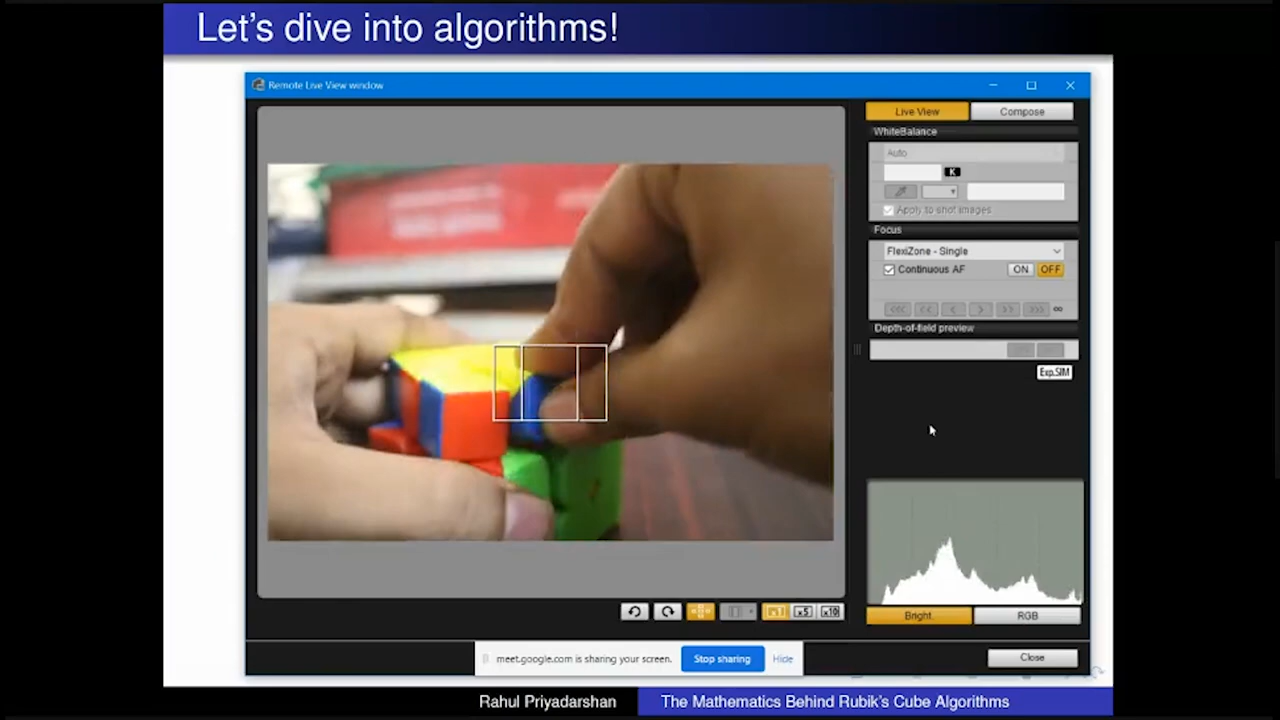 Let's dive into algorithms!
Remote Live View window
Live View
Compose
WhiteBalance
Auto
K
Apply to shot images
Focus
FlexiZone - Single
Continuous AF
ON
OFF
<<<
<<
<
>
>>
>>>
∞
Depth-of-field preview
Exp.SIM
x1
x5
x10
Bright
RGB
meet.google.com is sharing your screen.
Stop sharing
Hide
Close
Rahul Priyadarshan
The Mathematics Behind Rubik's Cube Algorithms